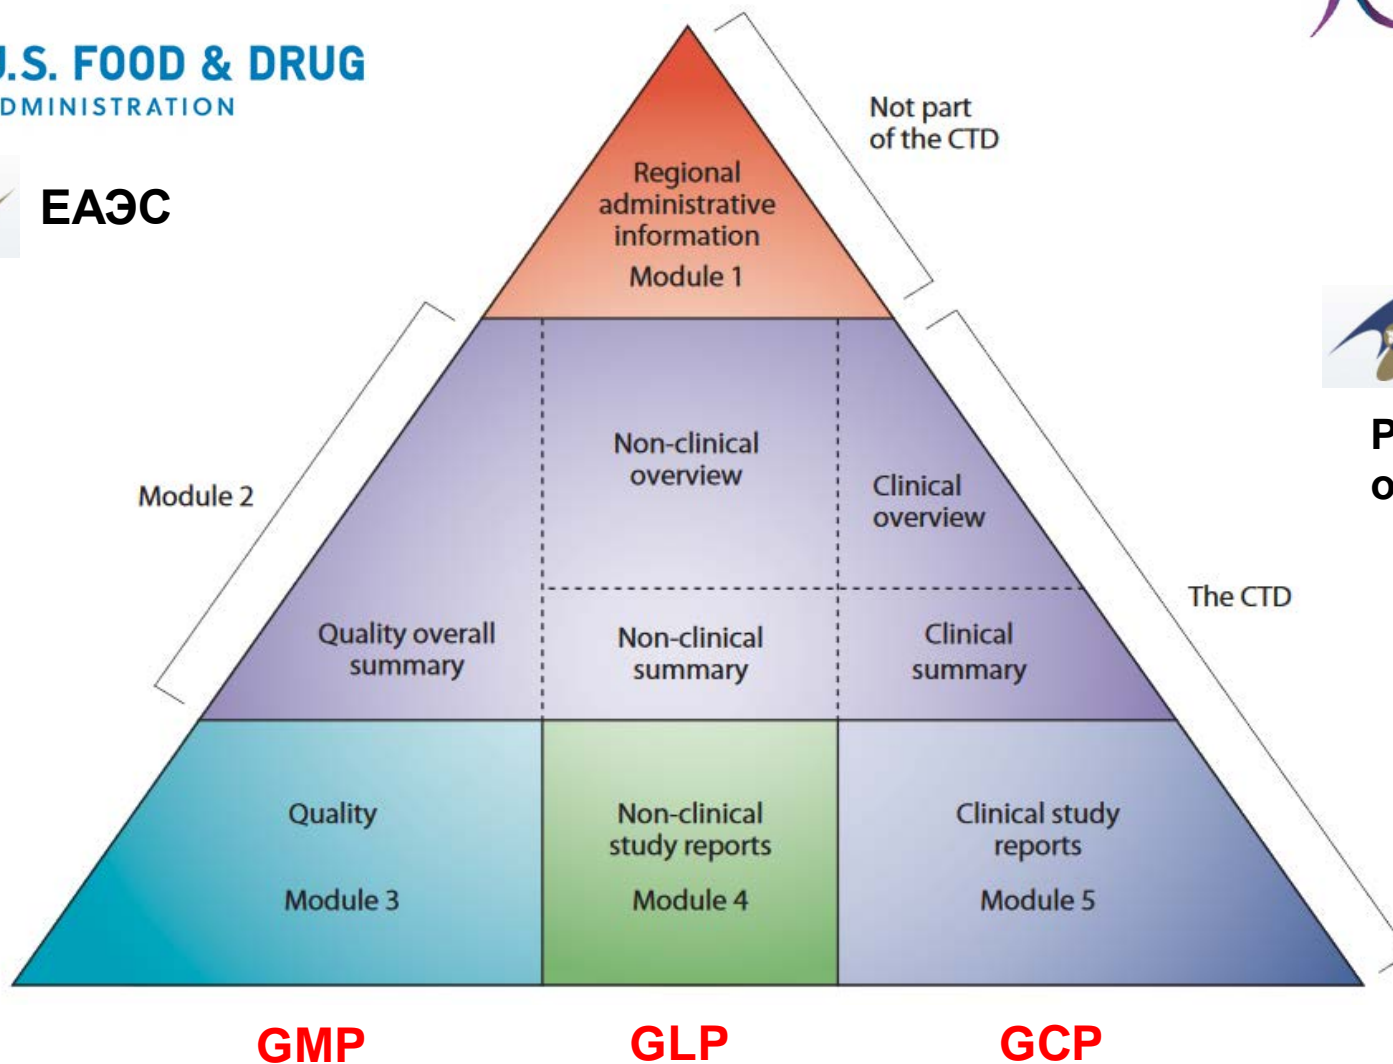 U.S. FOOD & DRUG
ADMINISTRATION
ЕАЭС
Not part
of the CTD
Regional
administrative
information
Module 1
Module 2
Non-clinical
overview
Clinical
overview
The CTD
Quality overall
summary
Non-clinical
summary
Clinical
summary
Quality
Module 3
Non-clinical
study reports
Module 4
Clinical study
reports
Module 5
GMP
GLP
GCP